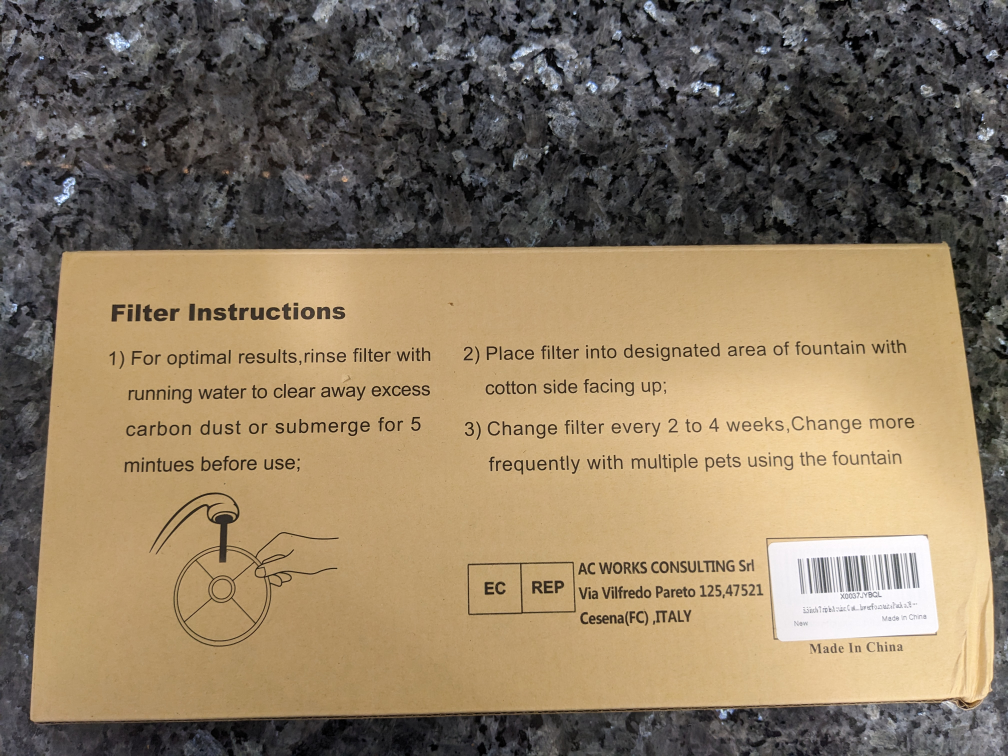 Filter Instructions
1) For optimal results,rinse filter with
running water to clear away excess
carbon dust or submerge for 5
mintues before use;
2) Place filter into designated area of fountain with
cotton side facing up;
3) Change filter every 2 to 4 weeks,Change more
frequently with multiple pets using the fountain
EC REP
AC WORKS CONSULTING Srl
Via Vilfredo Pareto 125,47521
Cesena(FC) ,ITALY
X0037JYBQL
New Made In China
Made In China